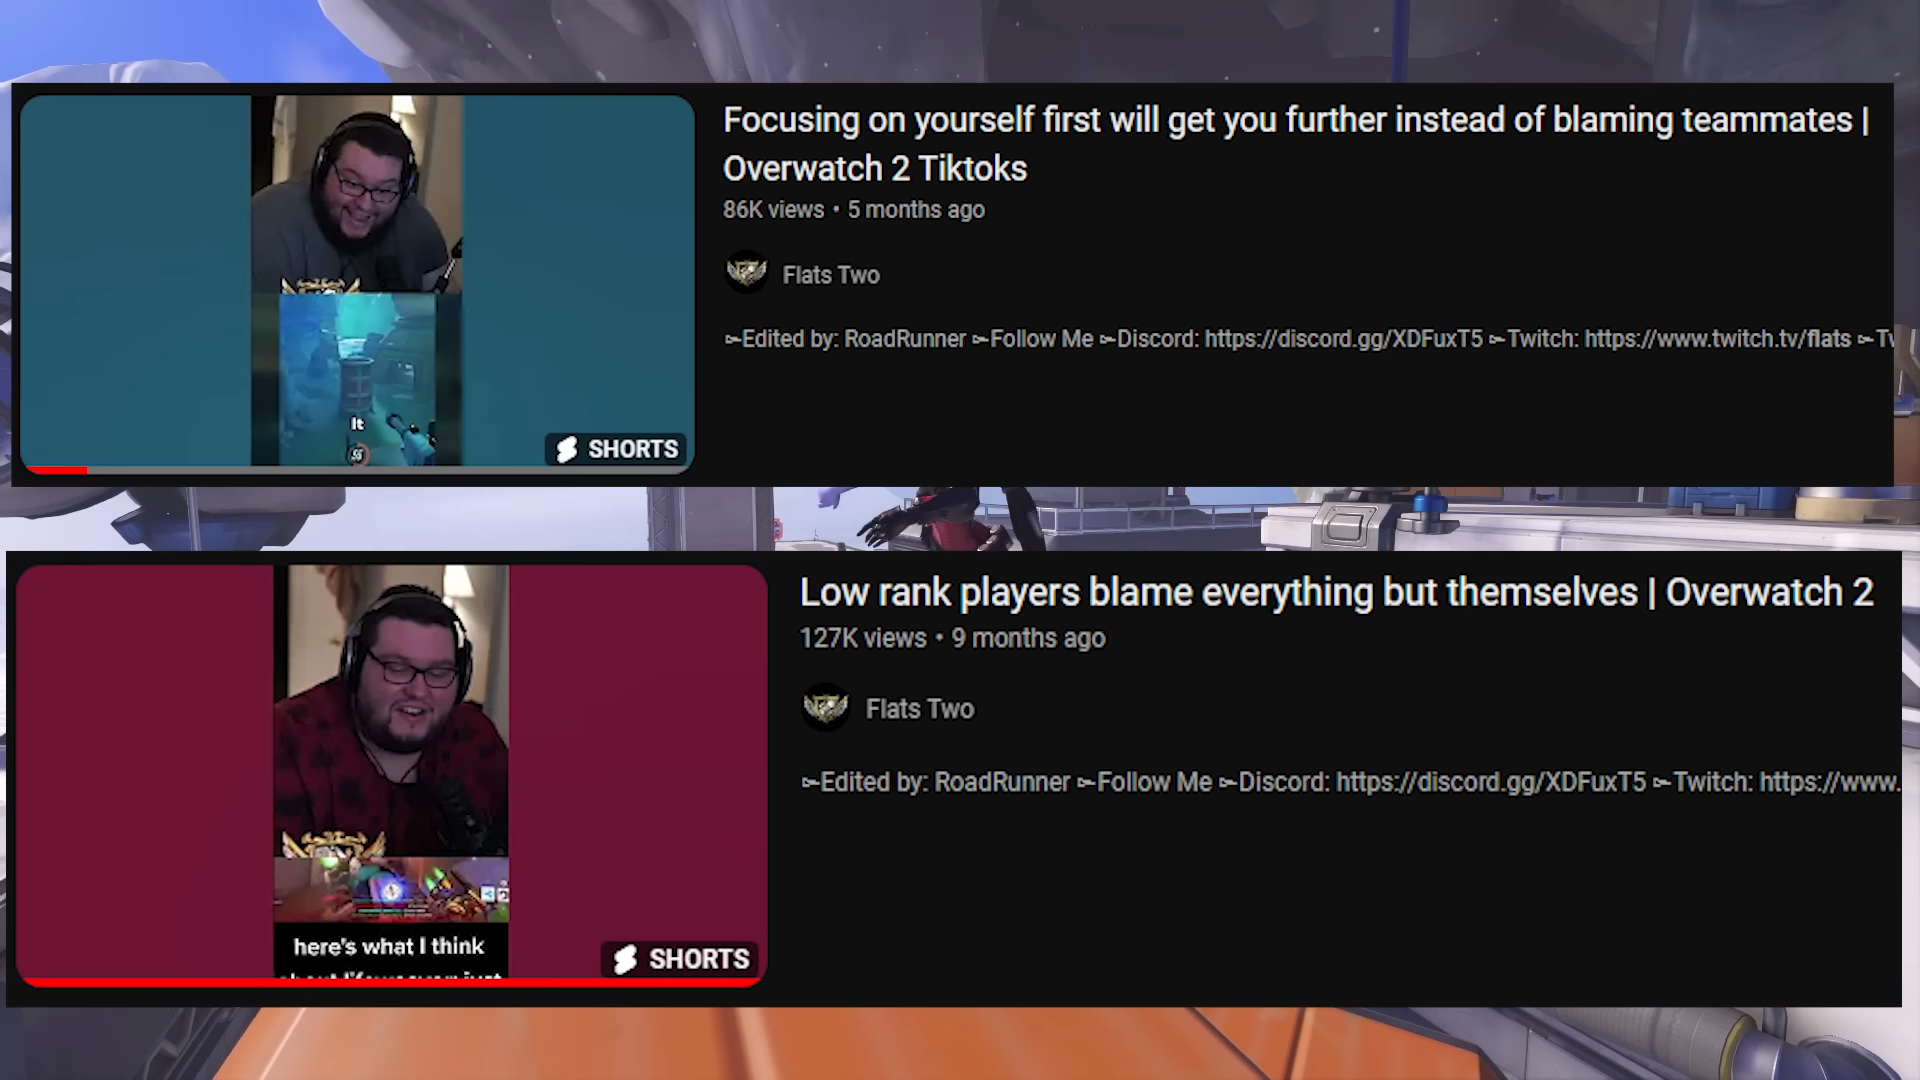 Focusing on yourself first will get you further instead of blaming teammates |
Overwatch 2 Tiktoks
86K views • 5 months ago
Flats Two
⌲Edited by: RoadRunner ⌲Follow Me ⌲Discord: https://discord.gg/XDFuxT5 ⌲Twitch: https://www.twitch.tv/flats ⌲Tv
It
56
SHORTS
Low rank players blame everything but themselves | Overwatch 2
127K views • 9 months ago
Flats Two
⌲Edited by: RoadRunner ⌲Follow Me ⌲Discord: https://discord.gg/XDFuxT5 ⌲Twitch: https://www.
here's what I think
SHORTS